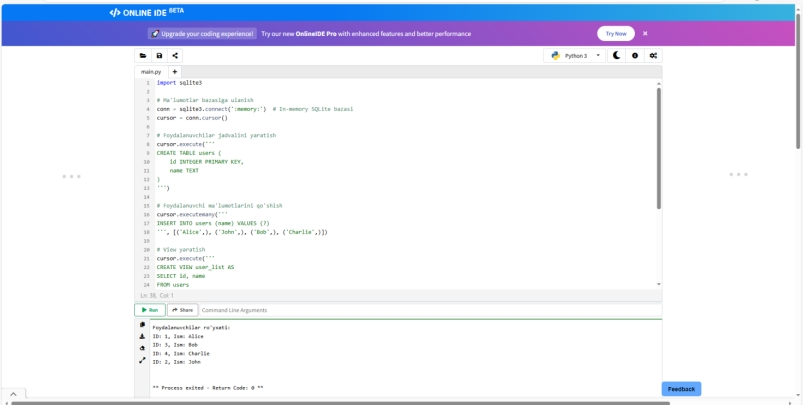 </> ONLINE IDE BETA
Upgrade your coding experience! Try our new OnlineIDE Pro with enhanced features and better performance
Try Now ×
Python 3
main.py +
1 import sqlite3
2
3 # Ma'lumotlar bazasiga ulanish
4 conn = sqlite3.connect(':memory:') # In-memory SQLite bazasi
5 cursor = conn.cursor()
6
7 # Foydalanuvchilar jadvalini yaratish
8 cursor.execute('''
9 CREATE TABLE users (
10 id INTEGER PRIMARY KEY,
11 name TEXT
12 )
13 ''')
14
15 # Foydalanuvchi ma'lumotlarini qo'shish
16 cursor.executemany('''
17 INSERT INTO users (name) VALUES (?)
18 ''', [('Alice',), ('John',), ('Bob',), ('Charlie',)])
19
20 # View yaratish
21 cursor.execute('''
22 CREATE VIEW user_list AS
23 SELECT id, name
24 FROM users
Ln: 38, Col: 1
Run Share Command Line Arguments
Foydalanuvchilar ro'yxati:
ID: 1, Ism: Alice
ID: 3, Ism: Bob
ID: 4, Ism: Charlie
ID: 2, Ism: John
** Process exited - Return Code: 0 **
Feedback